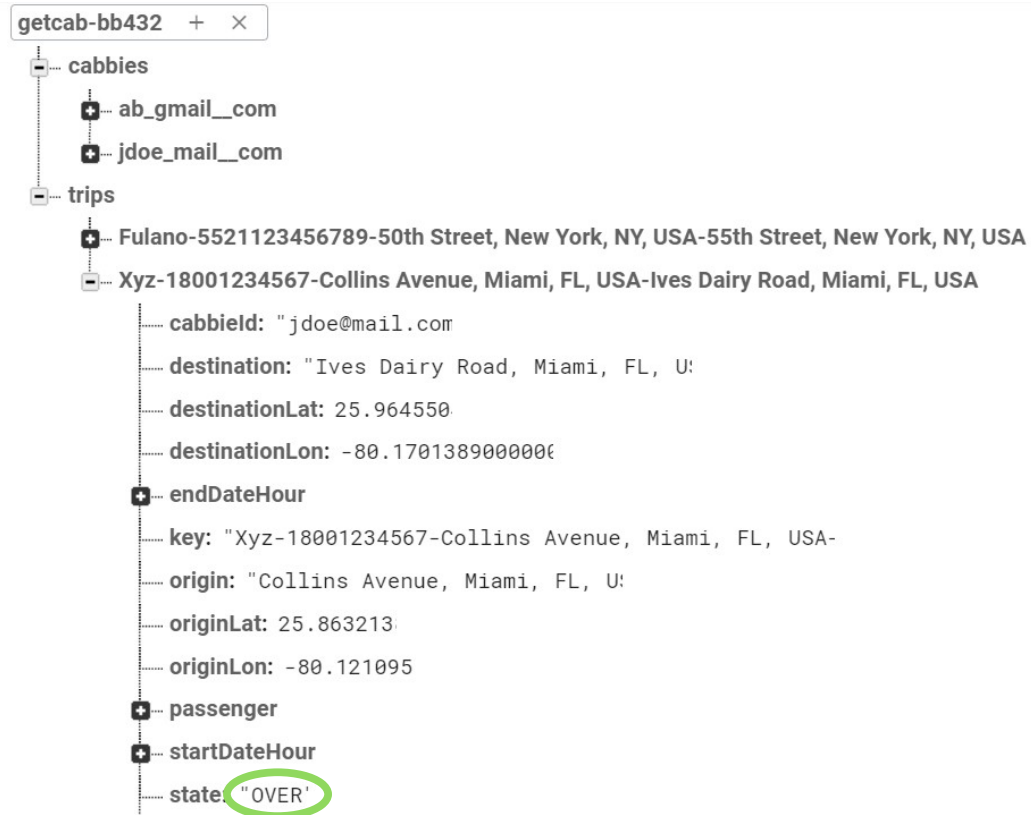 getcab-bb432 + ×
cabbies
ab_gmail__com
jdoe_mail__com
trips
Fulano-5521123456789-50th Street, New York, NY, USA-55th Street, New York, NY, USA
Xyz-18001234567-Collins Avenue, Miami, FL, USA-Ives Dairy Road, Miami, FL, USA
cabbieId: "jdoe@mail.com
destination: "Ives Dairy Road, Miami, FL, U
destinationLat: 25.964550
destinationLon: -80.1701389000000
endDateHour
key: "Xyz-18001234567-Collins Avenue, Miami, FL, USA-
origin: "Collins Avenue, Miami, FL, U
originLat: 25.863213
originLon: -80.121095
passenger
startDateHour
state: "OVER"